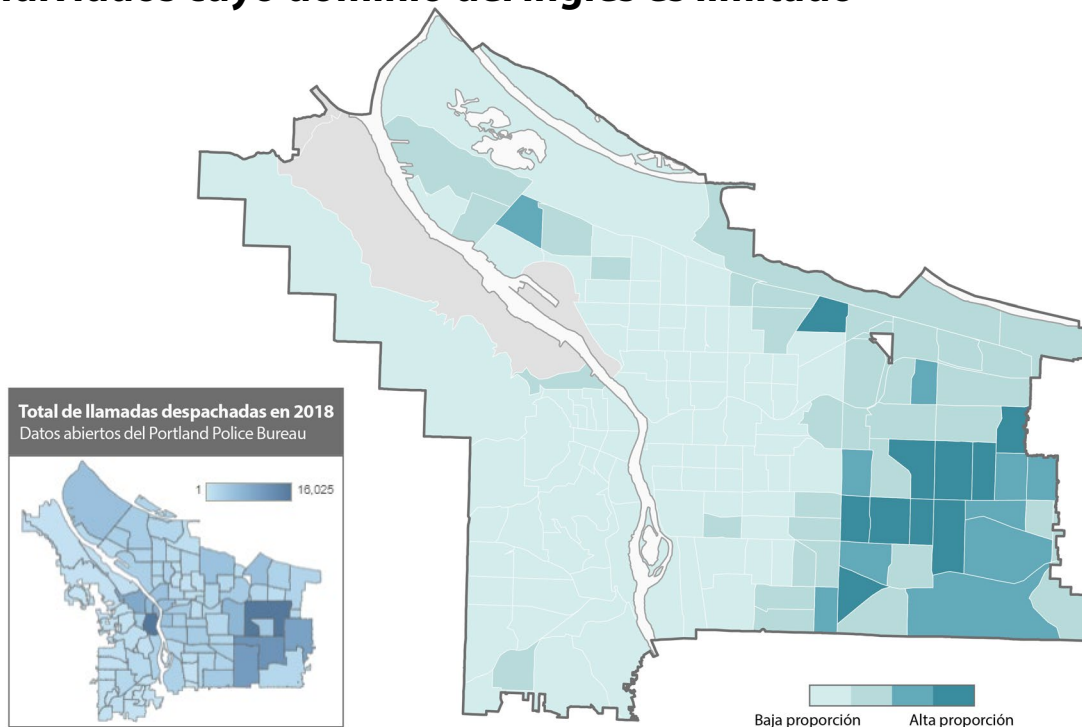 cuyo dominio del inglés es limitado
Total de llamadas despachadas en 2018
Datos abiertos del Portland Police Bureau
1 16,025
Baja proporción Alta proporción